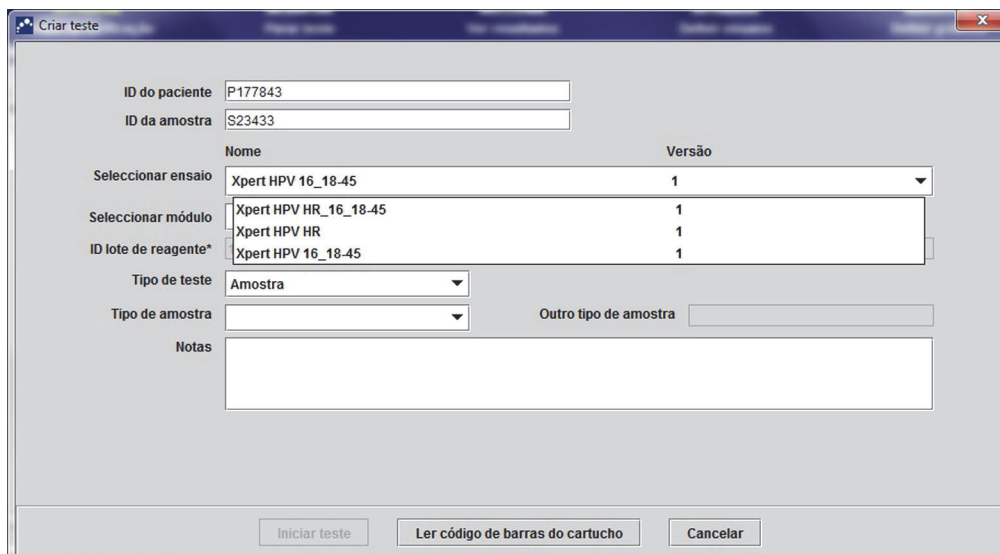 Criar teste
ID do paciente P177843
ID da amostra S23433
Nome Versão
Seleccionar ensaio Xpert HPV 16_18-45 1
Xpert HPV HR_16_18-45 1
Seleccionar módulo
Xpert HPV HR 1
ID lote de reagente*
Xpert HPV 16_18-45 1
Tipo de teste Amostra
Tipo de amostra Outro tipo de amostra
Notas
Iniciar teste Ler código de barras do cartucho Cancelar